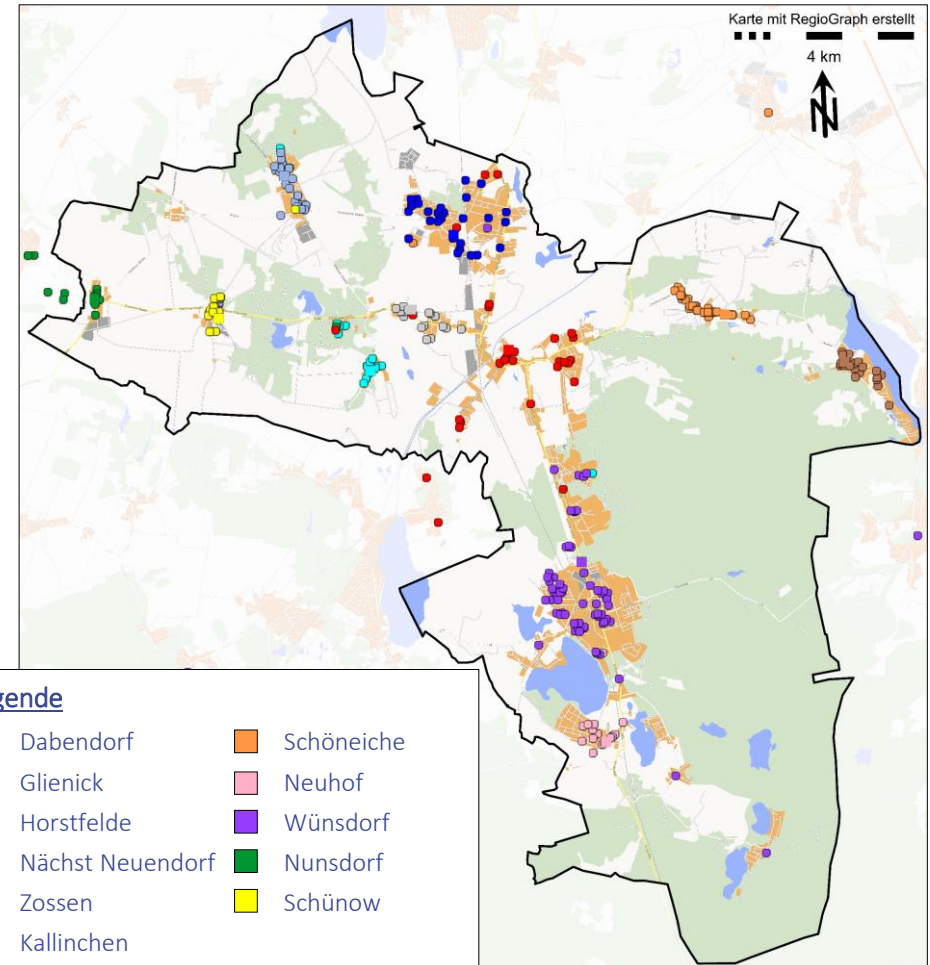 Karte mit RegioGraph erstellt
4 km
N
gende
Dabendorf
Schöneiche
Glienick
Neuhof
Horstfelde
Wünsdorf
Nächst Neuendorf
Nunsdorf
Zossen
Schünow
Kallinchen